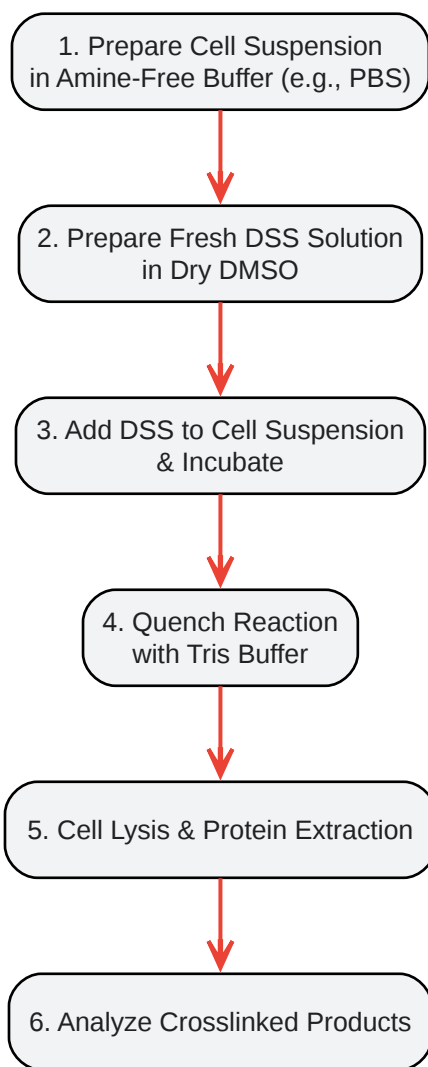 1. Prepare Cell Suspension
in Amine-Free Buffer (e.g., PBS)
2. Prepare Fresh DSS Solution
in Dry DMSO
3. Add DSS to Cell Suspension
& Incubate
4. Quench Reaction
with Tris Buffer
5. Cell Lysis & Protein Extraction
6. Analyze Crosslinked Products